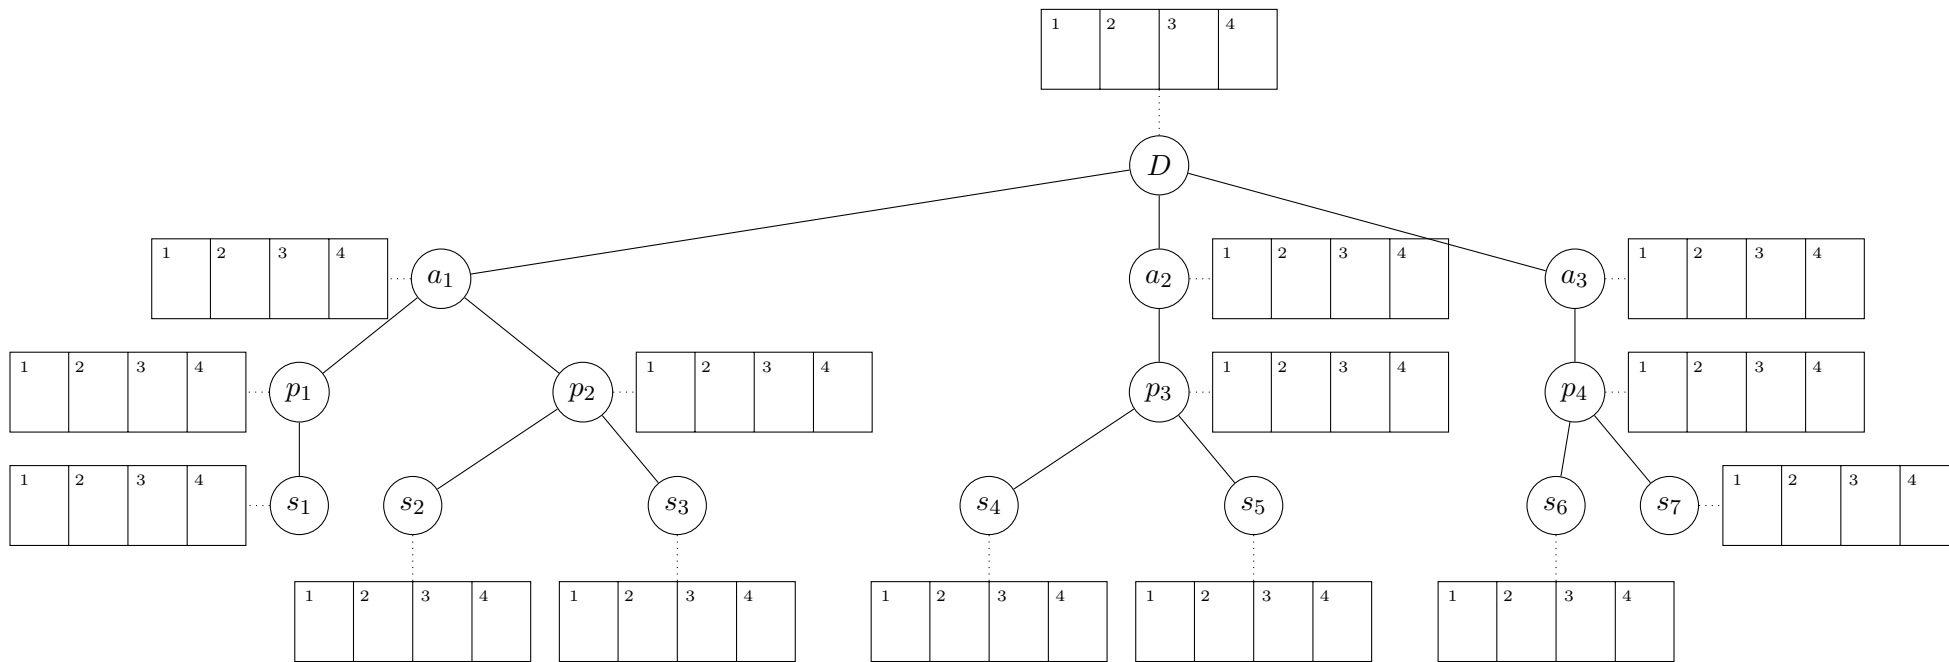 1 2 3 4
D
1 2 3 4 a₁ a₂ 1 2 3 4 a₃ 1 2 3 4
1 2 3 4 p₁ p₂ 1 2 3 4 p₃ 1 2 3 4 p₄ 1 2 3 4
1 2 3 4 s₁ s₂ s₃ s₄ s₅ s₆ s₇ 1 2 3 4
1 2 3 4 1 2 3 4 1 2 3 4 1 2 3 4 1 2 3 4